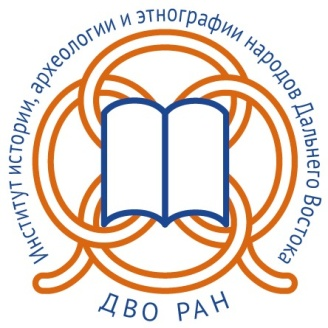 Институт истории, археологии и этнографии народов Дальнего Востока
ДВО РАН